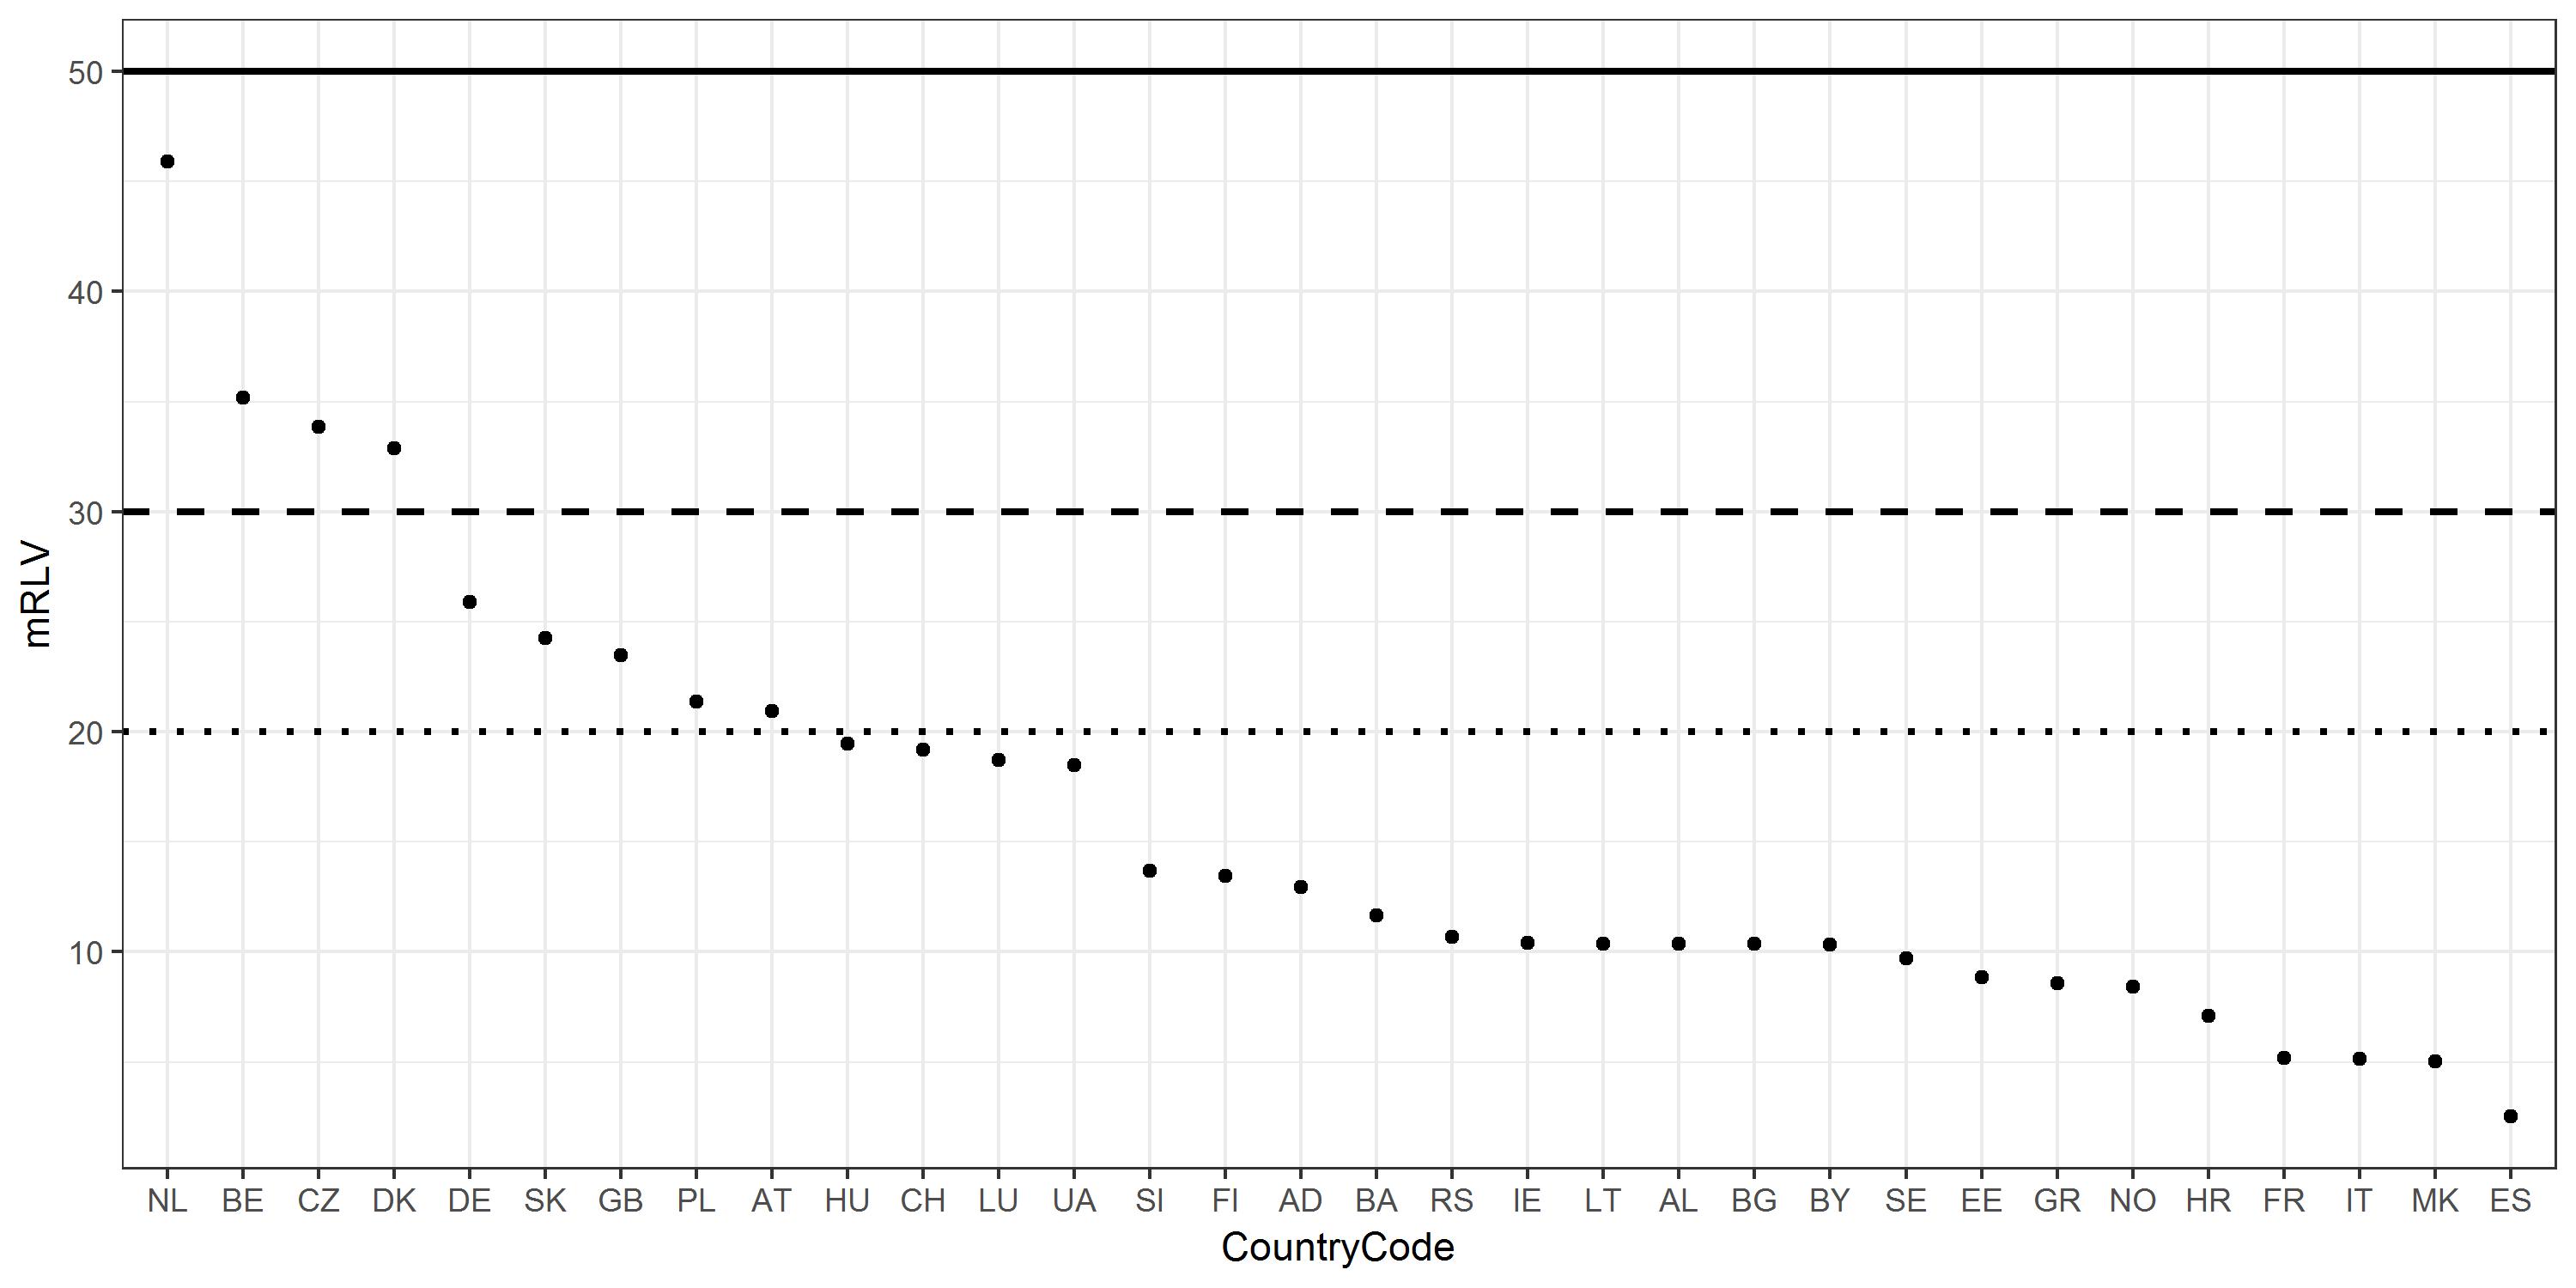 50
40
30
20
10
mRLV
NL BE CZ DK DE SK GB PL AT HU CH LU UA SI FI AD BA RS IE LT AL BG BY SE EE GR NO HR FR IT MK ES
CountryCode